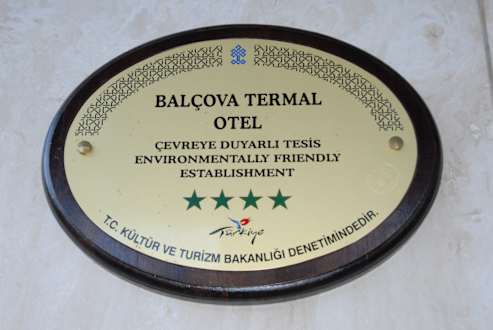 BALÇOVA TERMAL
OTEL
ÇEVREYE DUYARLI TESİS
ENVIRONMENTALLY FRIENDLY
ESTABLISHMENT
Türkiye
T.C. KÜLTÜR VE TURİZM BAKANLIĞI DENETİMİNDEDİR.